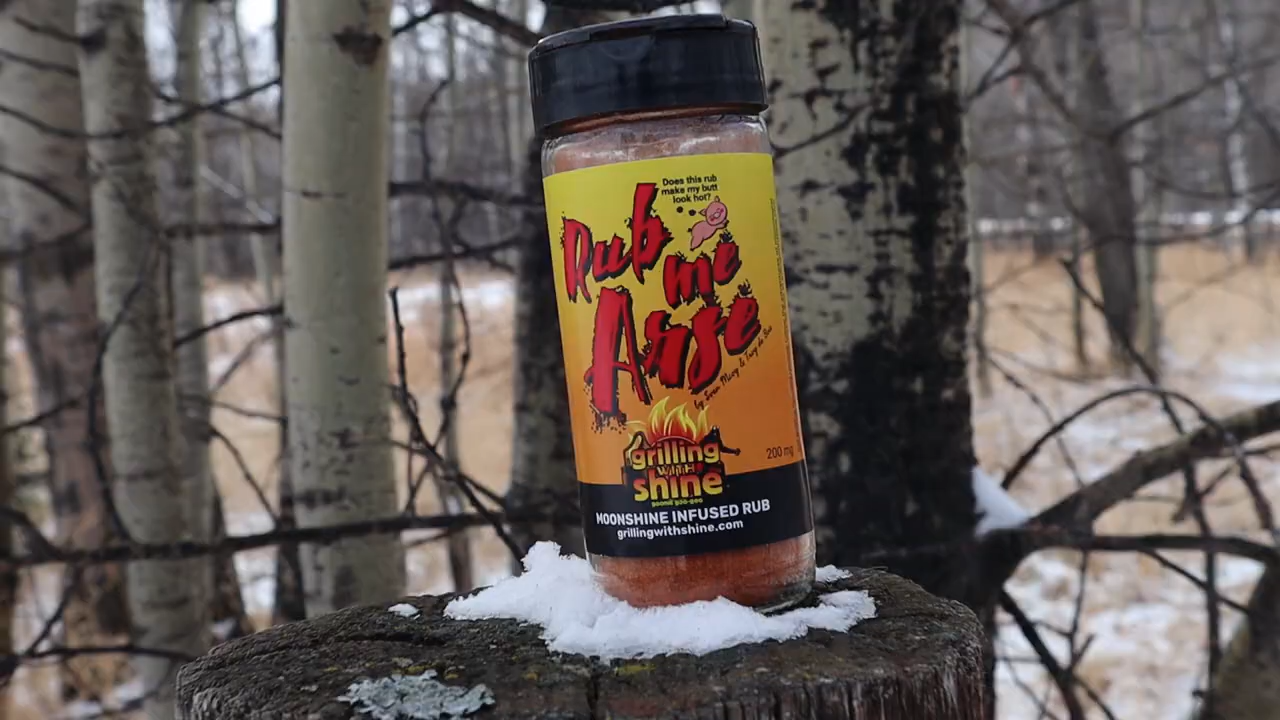 Does this rub
make my butt
look hot?
Rub
me
Arse
grilling
WITH
shine
200 mg
MOONSHINE INFUSED RUB
grillingwithshine.com